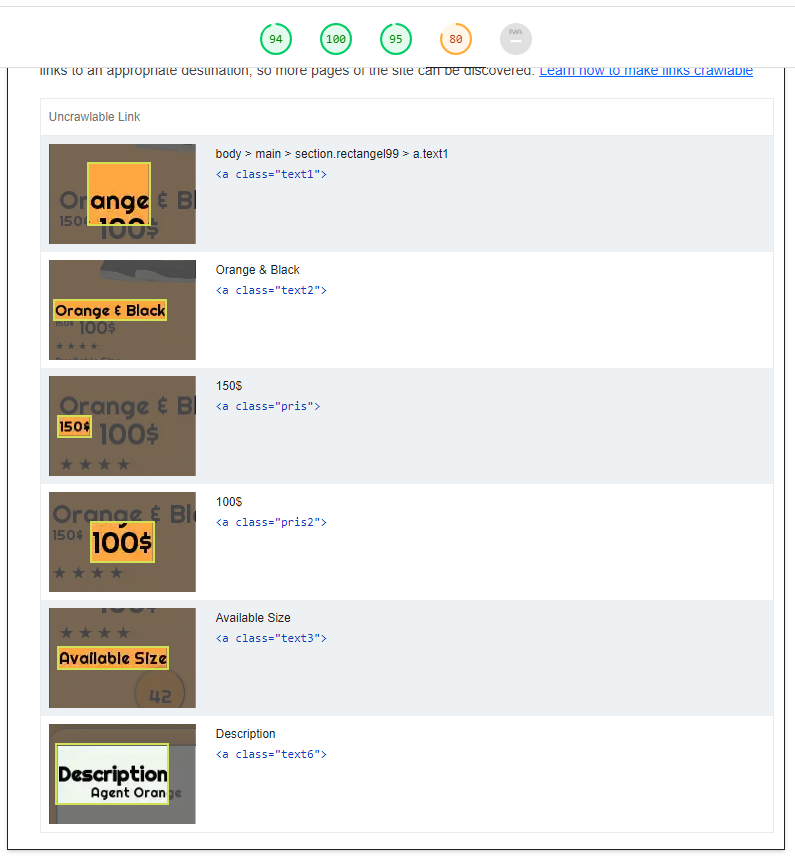 94 100 95 80 PWA
links to an appropriate destination, so more pages of the site can be discovered. Learn how to make links crawlable
Uncrawlable Link
body > main > section.rectangel99 > a.text1
<a class="text1">
Orange & Bl
150$ 100$
Orange & Black
<a class="text2">
Orange & Black
150$ 100$
★ ★ ★ ★
Available Size
150$
<a class="pris">
Orange & Bl
150$ 100$
★ ★ ★ ★
100$
<a class="pris2">
Orange & Bl
150$ 100$
★ ★ ★ ★
Available Size
<a class="text3">
100$
★ ★ ★ ★
Available Size
42
Description
<a class="text6">
Description
Agent Orange